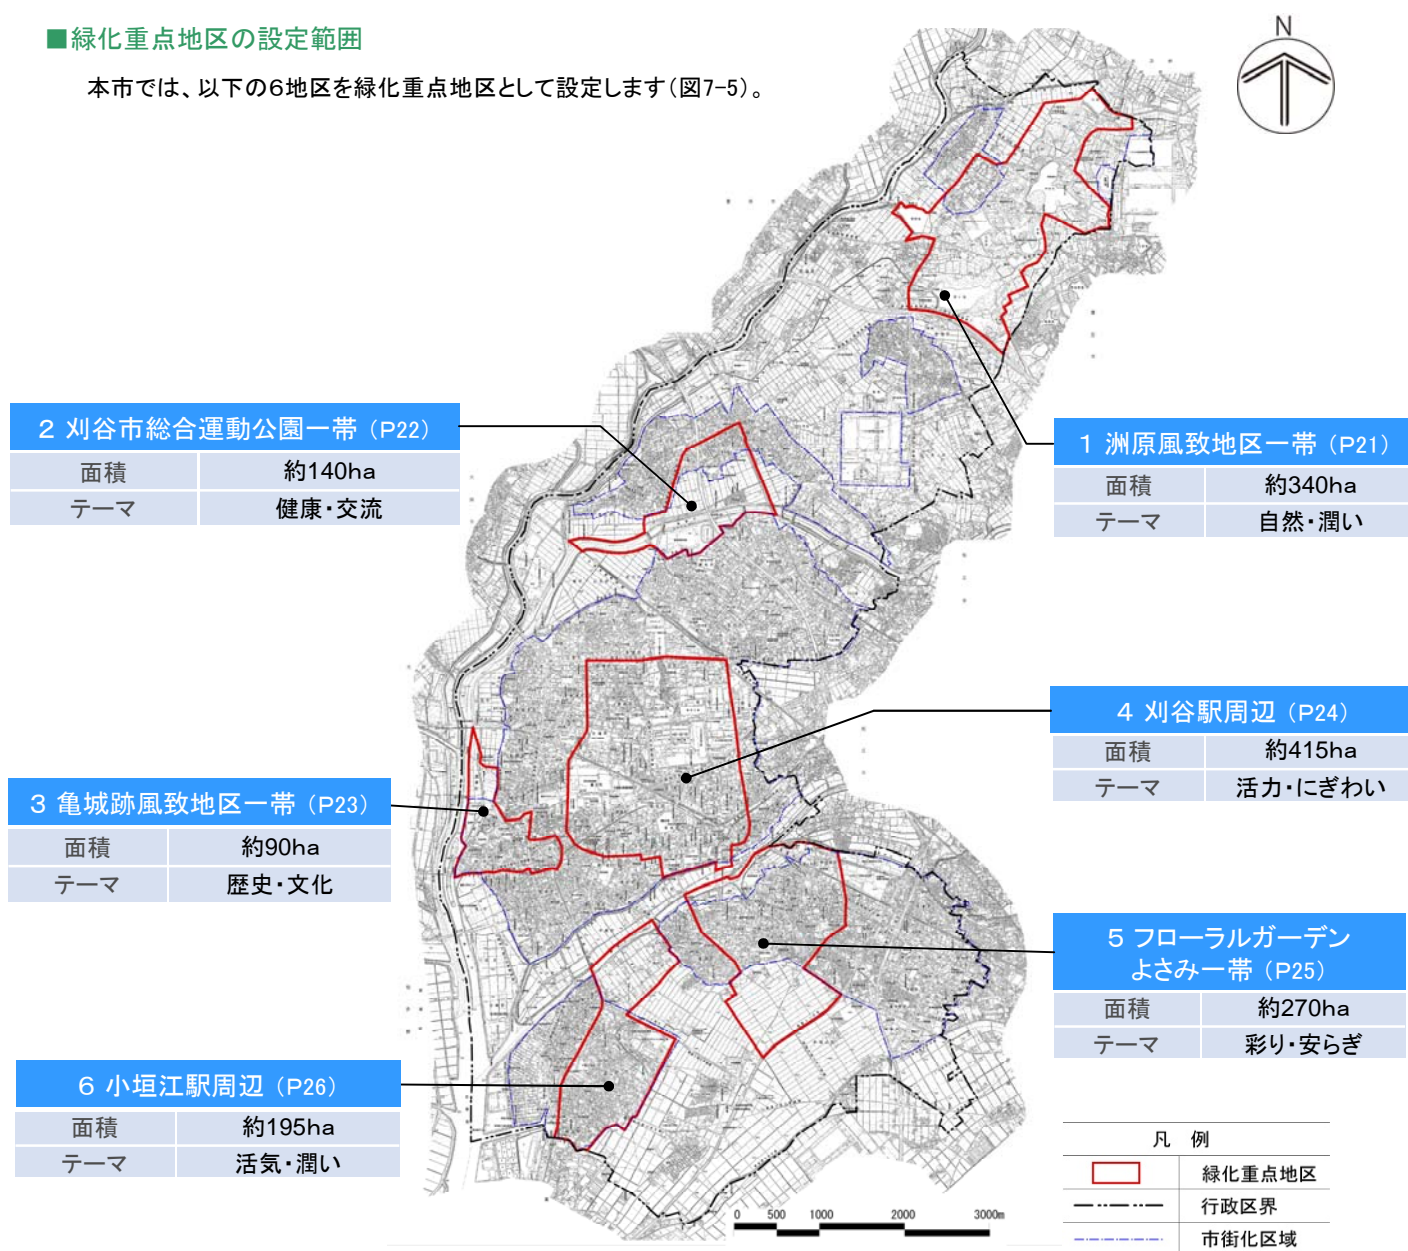 ■緑化重点地区の設定範囲
本市では、以下の6地区を緑化重点地区として設定します(図7-5)。
N
2 刈谷市総合運動公園一帯(P22)
面積 約140ha
テーマ 健康・交流
1 洲原風致地区一帯(P21)
面積 約340ha
テーマ 自然・潤い
4 刈谷駅周辺(P24)
面積 約415ha
テーマ 活力・にぎわい
3 亀城跡風致地区一帯(P23)
面積 約90ha
テーマ 歴史・文化
5 フローラルガーデン
よさみ一帯(P25)
面積 約270ha
テーマ 彩り・安らぎ
6 小垣江駅周辺(P26)
面積 約195ha
テーマ 活気・潤い
凡 例
緑化重点地区
行政区界
市街化区域
0 500 1000 2000 3000m